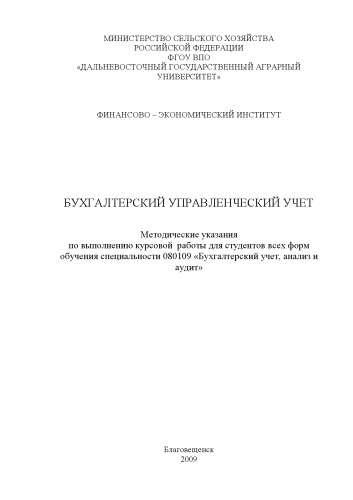 МИНИСТЕРСТВО СЕЛЬСКОГО ХОЗЯЙСТВА
РОССИЙСКОЙ ФЕДЕРАЦИИ
ФГОУ ВПО
«ДАЛЬНЕВОСТОЧНЫЙ ГОСУДАРСТВЕННЫЙ АГРАРНЫЙ
УНИВЕРСИТЕТ»
ФИНАНСОВО – ЭКОНОМИЧЕСКИЙ ИНСТИТУТ
БУХГАЛТЕРСКИЙ УПРАВЛЕНЧЕСКИЙ УЧЕТ
Методические указания
по выполнению курсовой работы для студентов всех форм
обучения специальности 080109 «Бухгалтерский учет, анализ и
аудит»
Благовещенск
2009